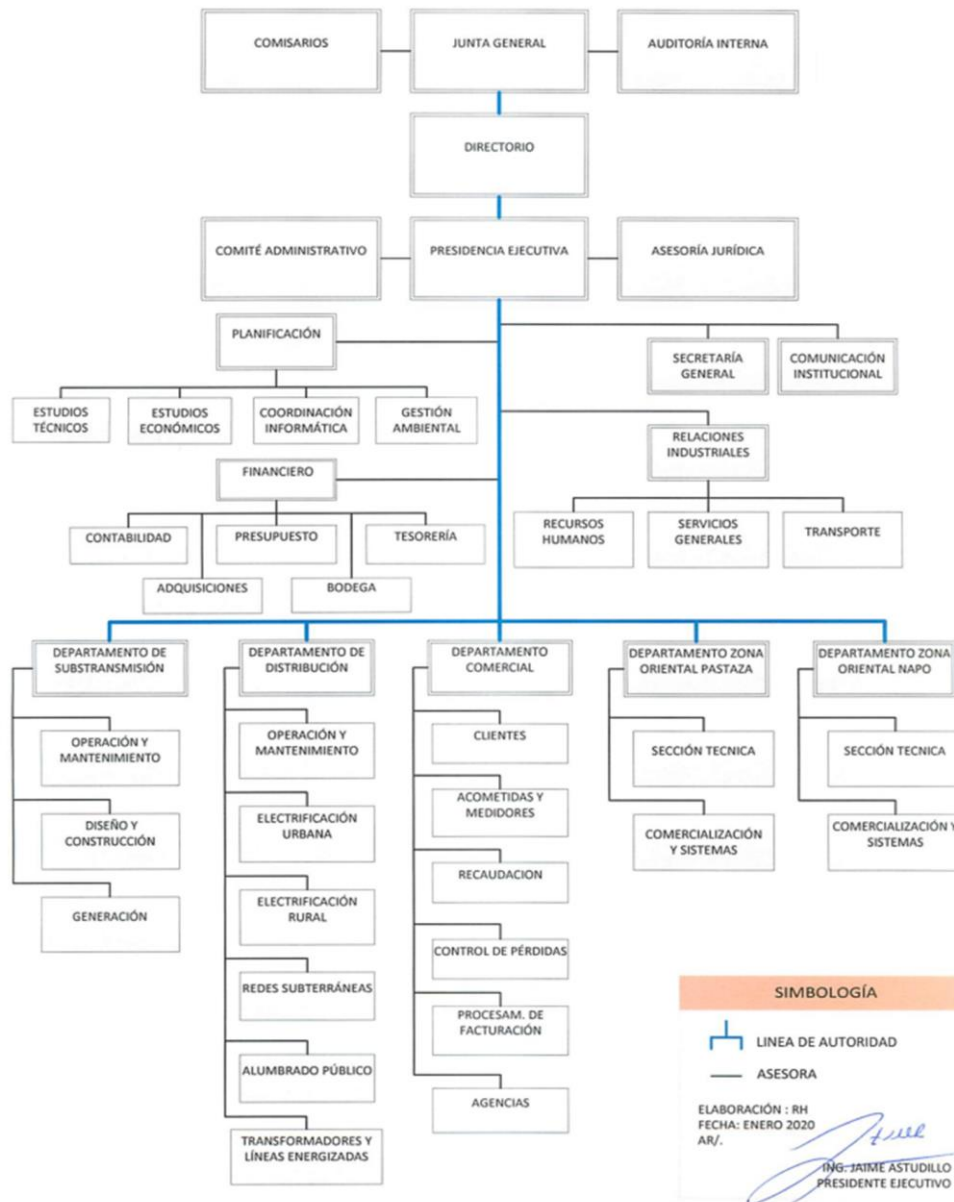 COMISARIOS
JUNTA GENERAL
AUDITORÍA INTERNA
DIRECTORIO
COMITÉ ADMINISTRATIVO
PRESIDENCIA EJECUTIVA
ASESORÍA JURÍDICA
PLANIFICACIÓN
SECRETARÍA
GENERAL
COMUNICACIÓN
INSTITUCIONAL
ESTUDIOS
TÉCNICOS
ESTUDIOS
ECONÓMICOS
COORDINACIÓN
INFORMÁTICA
GESTIÓN
AMBIENTAL
RELACIONES
INDUSTRIALES
FINANCIERO
CONTABILIDAD
PRESUPUESTO
TESORERÍA
ADQUISICIONES
BODEGA
RECURSOS
HUMANOS
SERVICIOS
GENERALES
TRANSPORTE
DEPARTAMENTO DE
SUBSTRANSMISIÓN
OPERACIÓN Y
MANTENIMIENTO
DISEÑO Y
CONSTRUCCIÓN
GENERACIÓN
DEPARTAMENTO DE
DISTRIBUCIÓN
OPERACIÓN Y
MANTENIMIENTO
ELECTRIFICACIÓN
URBANA
ELECTRIFICACIÓN
RURAL
REDES SUBTERRÁNEAS
ALUMBRADO PÚBLICO
TRANSFORMADORES Y
LÍNEAS ENERGIZADAS
DEPARTAMENTO
COMERCIAL
CLIENTES
ACOMETIDAS Y
MEDIDORES
RECAUDACION
CONTROL DE PÉRDIDAS
PROCESAM. DE
FACTURACIÓN
AGENCIAS
DEPARTAMENTO ZONA
ORIENTAL PASTAZA
SECCIÓN TECNICA
COMERCIALIZACIÓN
Y SISTEMAS
DEPARTAMENTO ZONA
ORIENTAL NAPO
SECCIÓN TECNICA
COMERCIALIZACIÓN Y
SISTEMAS
SIMBOLOGÍA
LINEA DE AUTORIDAD
ASESORA
ELABORACIÓN : RH
FECHA: ENERO 2020
AR/.
ING. JAIME ASTUDILLO
PRESIDENTE EJECUTIVO